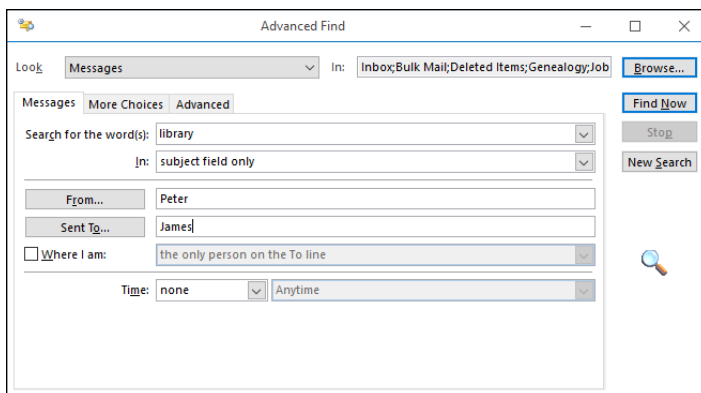 Advanced Find
Look Messages In: Inbox;Bulk Mail;Deleted Items;Genealogy;Job Browse...
Messages More Choices Advanced Find Now
Search for the word(s): library Stop
In: subject field only New Search
From... Peter
Sent To... James
Where I am: the only person on the To line
Time: none Anytime